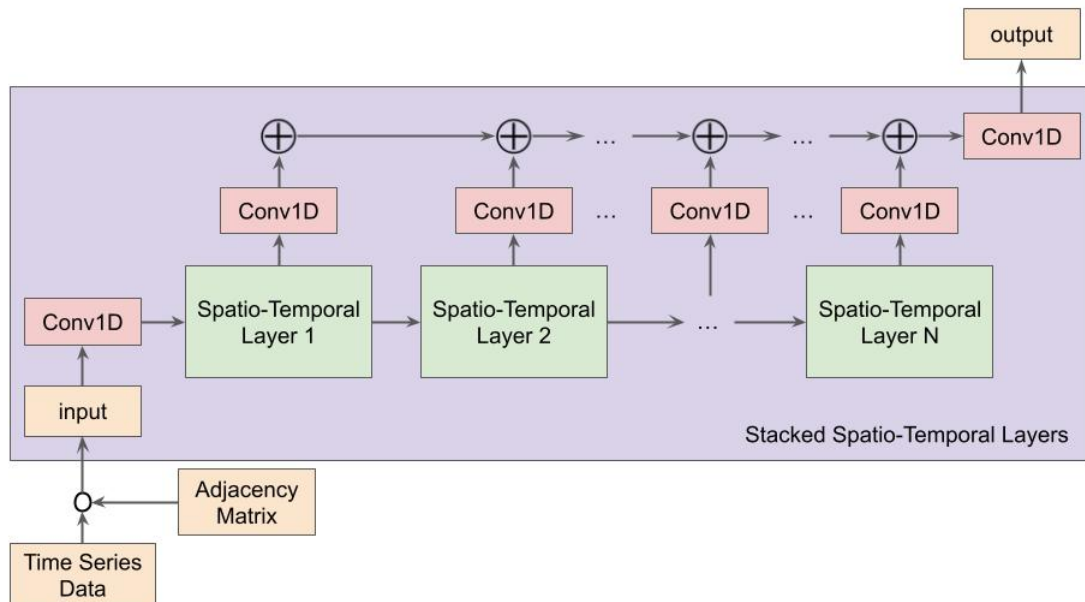 output
Conv1D
...
...
Conv1D
Conv1D
...
Conv1D
...
Conv1D
Conv1D
Spatio-Temporal
Layer 1
Spatio-Temporal
Layer 2
...
Spatio-Temporal
Layer N
input
Stacked Spatio-Temporal Layers
O
Adjacency
Matrix
Time Series
Data